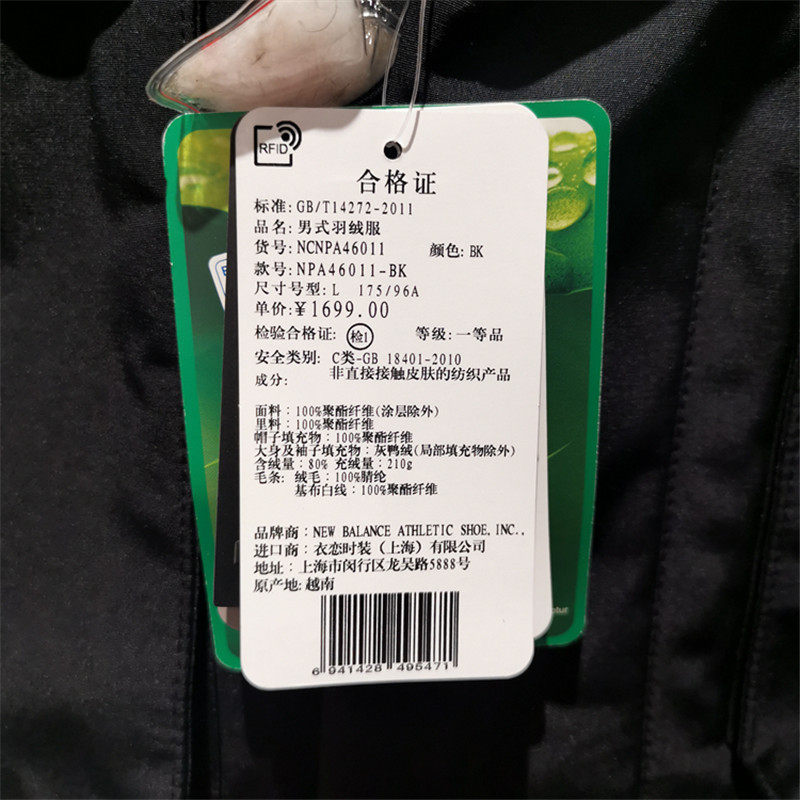 RFID
合格证
标准: GB/T14272-2011
品名: 男式羽绒服
货号: NCNPA46011 颜色: BK
款号: NPA46011-BK
尺寸号型: L 175/96A
单价: ¥1699.00
检验合格证: 检1 等级: 一等品
安全类别: C类-GB 18401-2010
非直接接触皮肤的纺织产品
成分:
面料：100%聚酯纤维(涂层除外)
里料：100%聚酯纤维
帽子填充物：100%聚酯纤维
大身及袖子填充物：灰鸭绒(局部填充物除外)
含绒量：80% 充绒量：210g
毛条: 绒毛：100%腈纶
基布白线：100%聚酯纤维
品牌商：NEW BALANCE ATHLETIC SHOE, INC.,
进口商：衣恋时装（上海）有限公司
地址：上海市闵行区龙吴路5888号
原产地: 越南
6 941428 495471